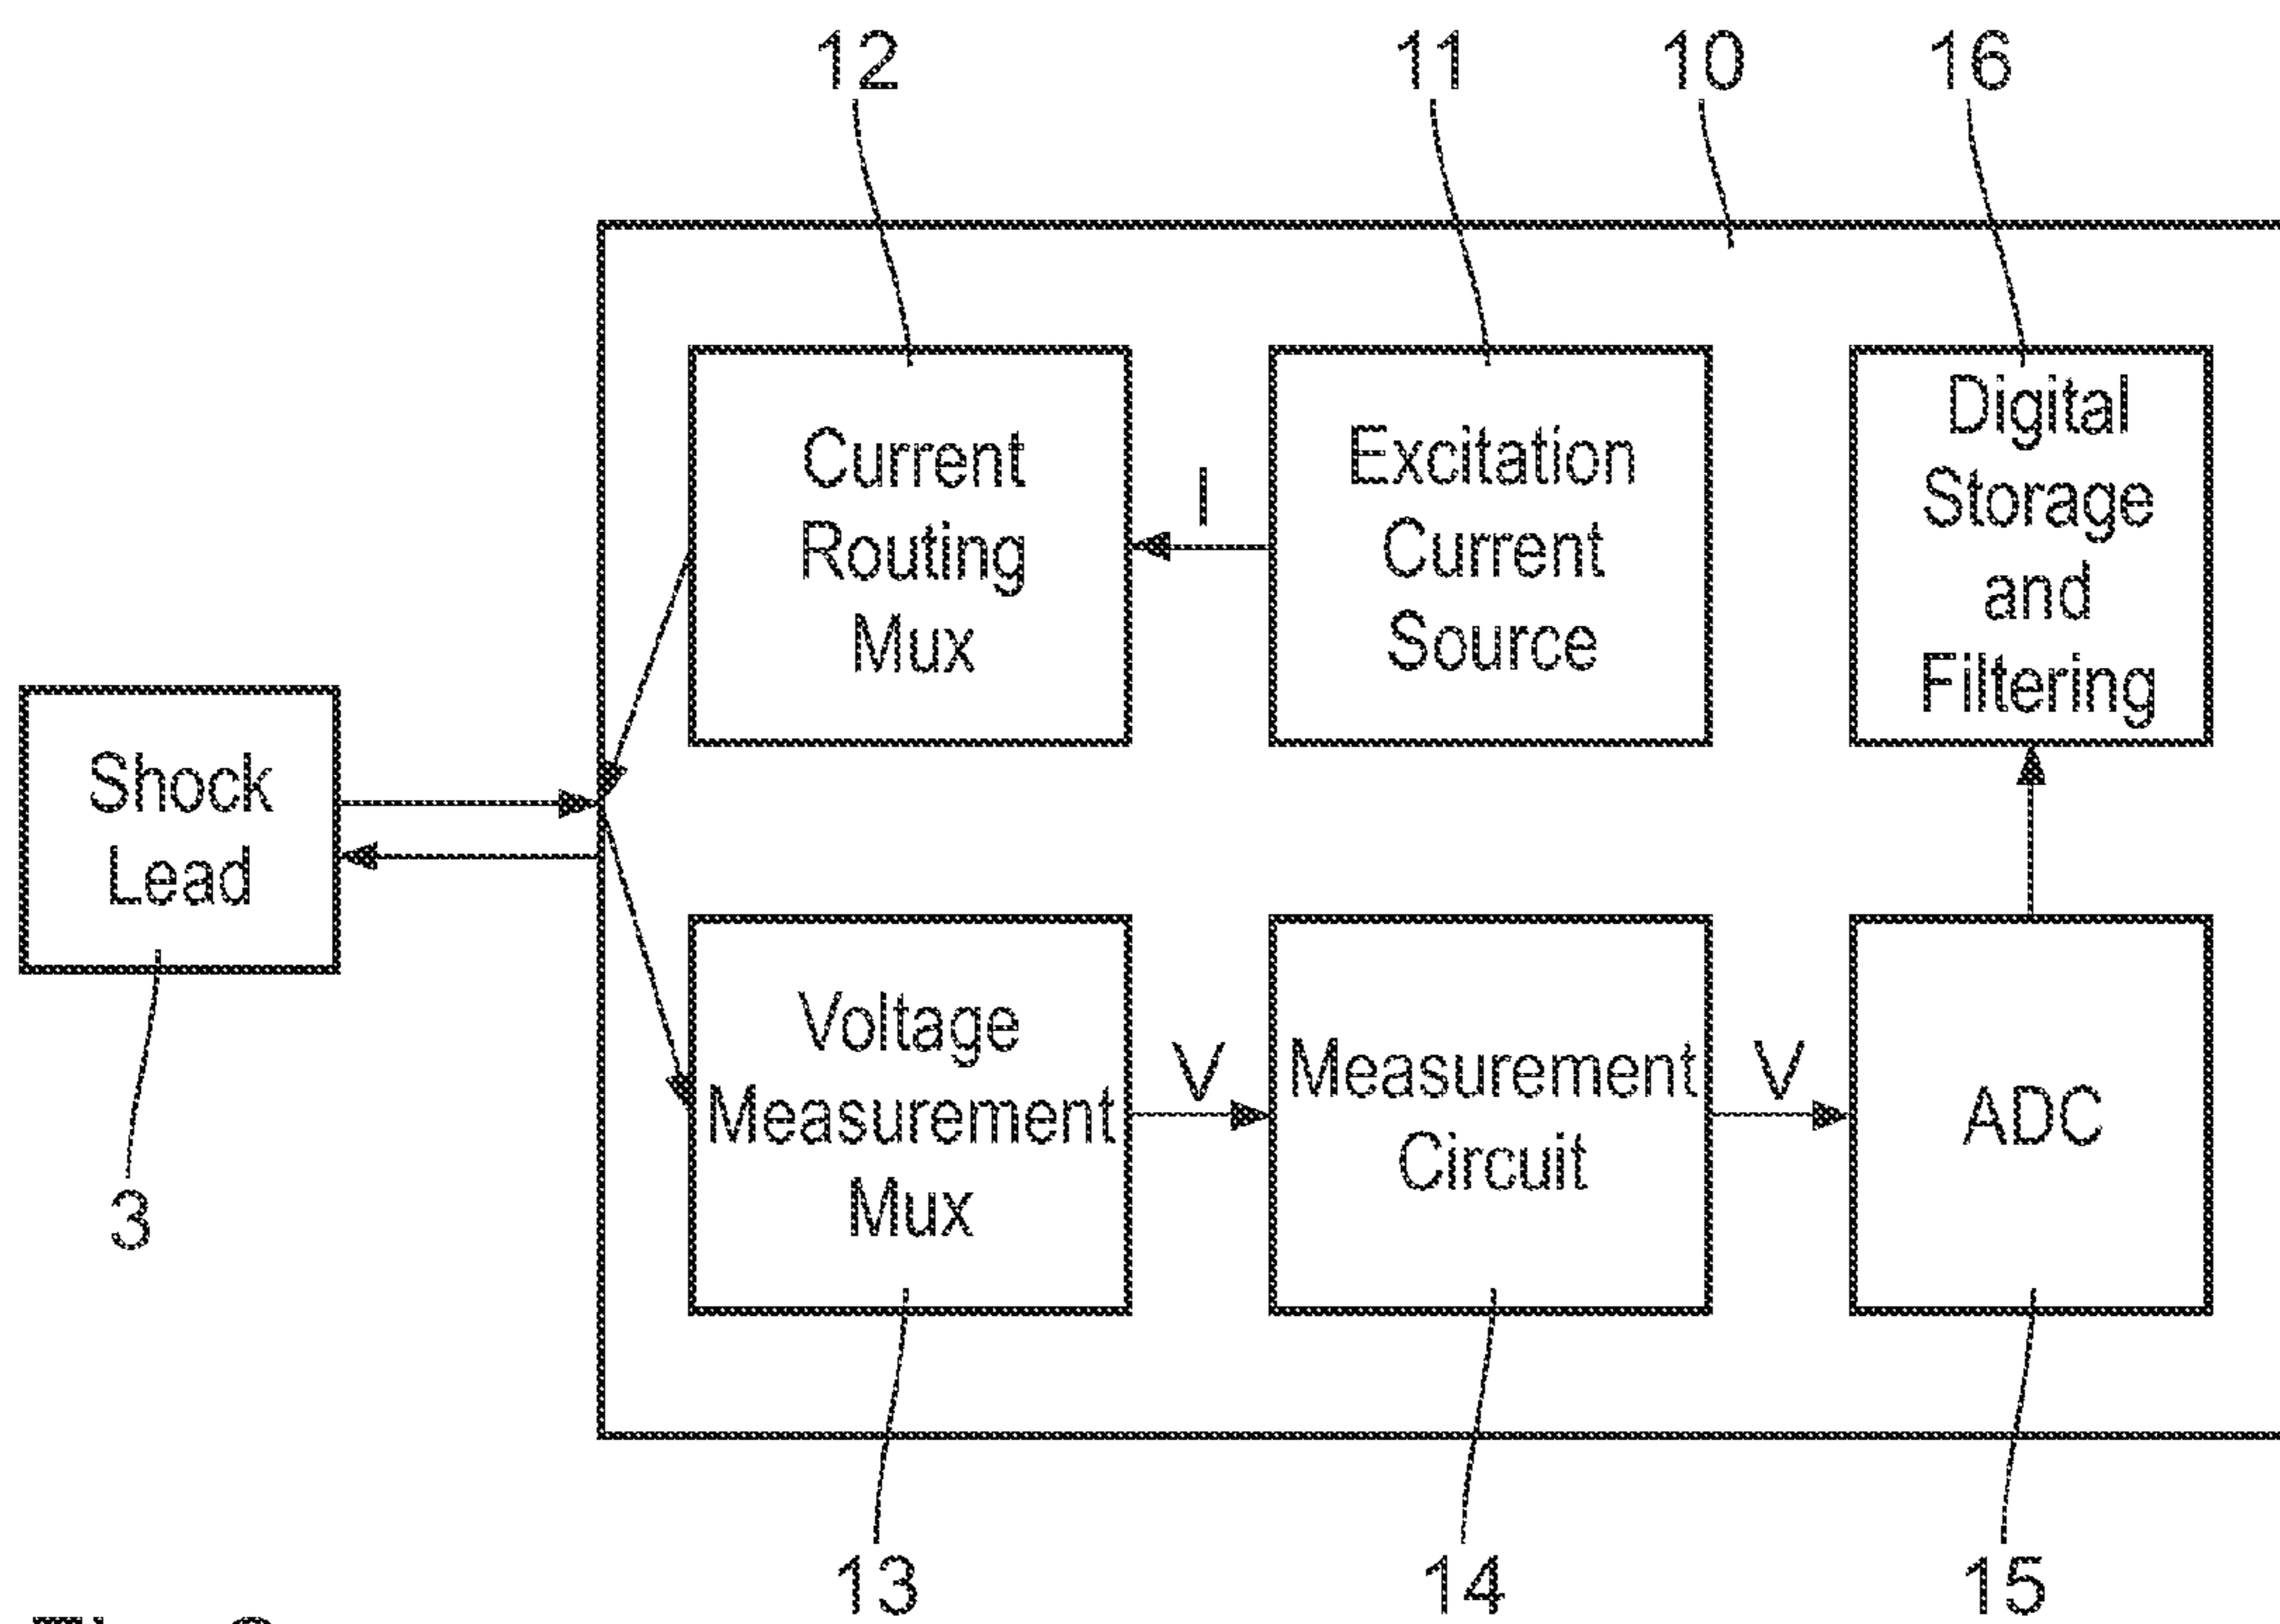 12
11
10
16
Current
Routing
Mux
I
Excitation
Current
Source
Digital
Storage
and
Filtering
Shock
Lead
3
Voltage
Measurement
Mux
V
Measurement
Circuit
V
ADC
13
14
15